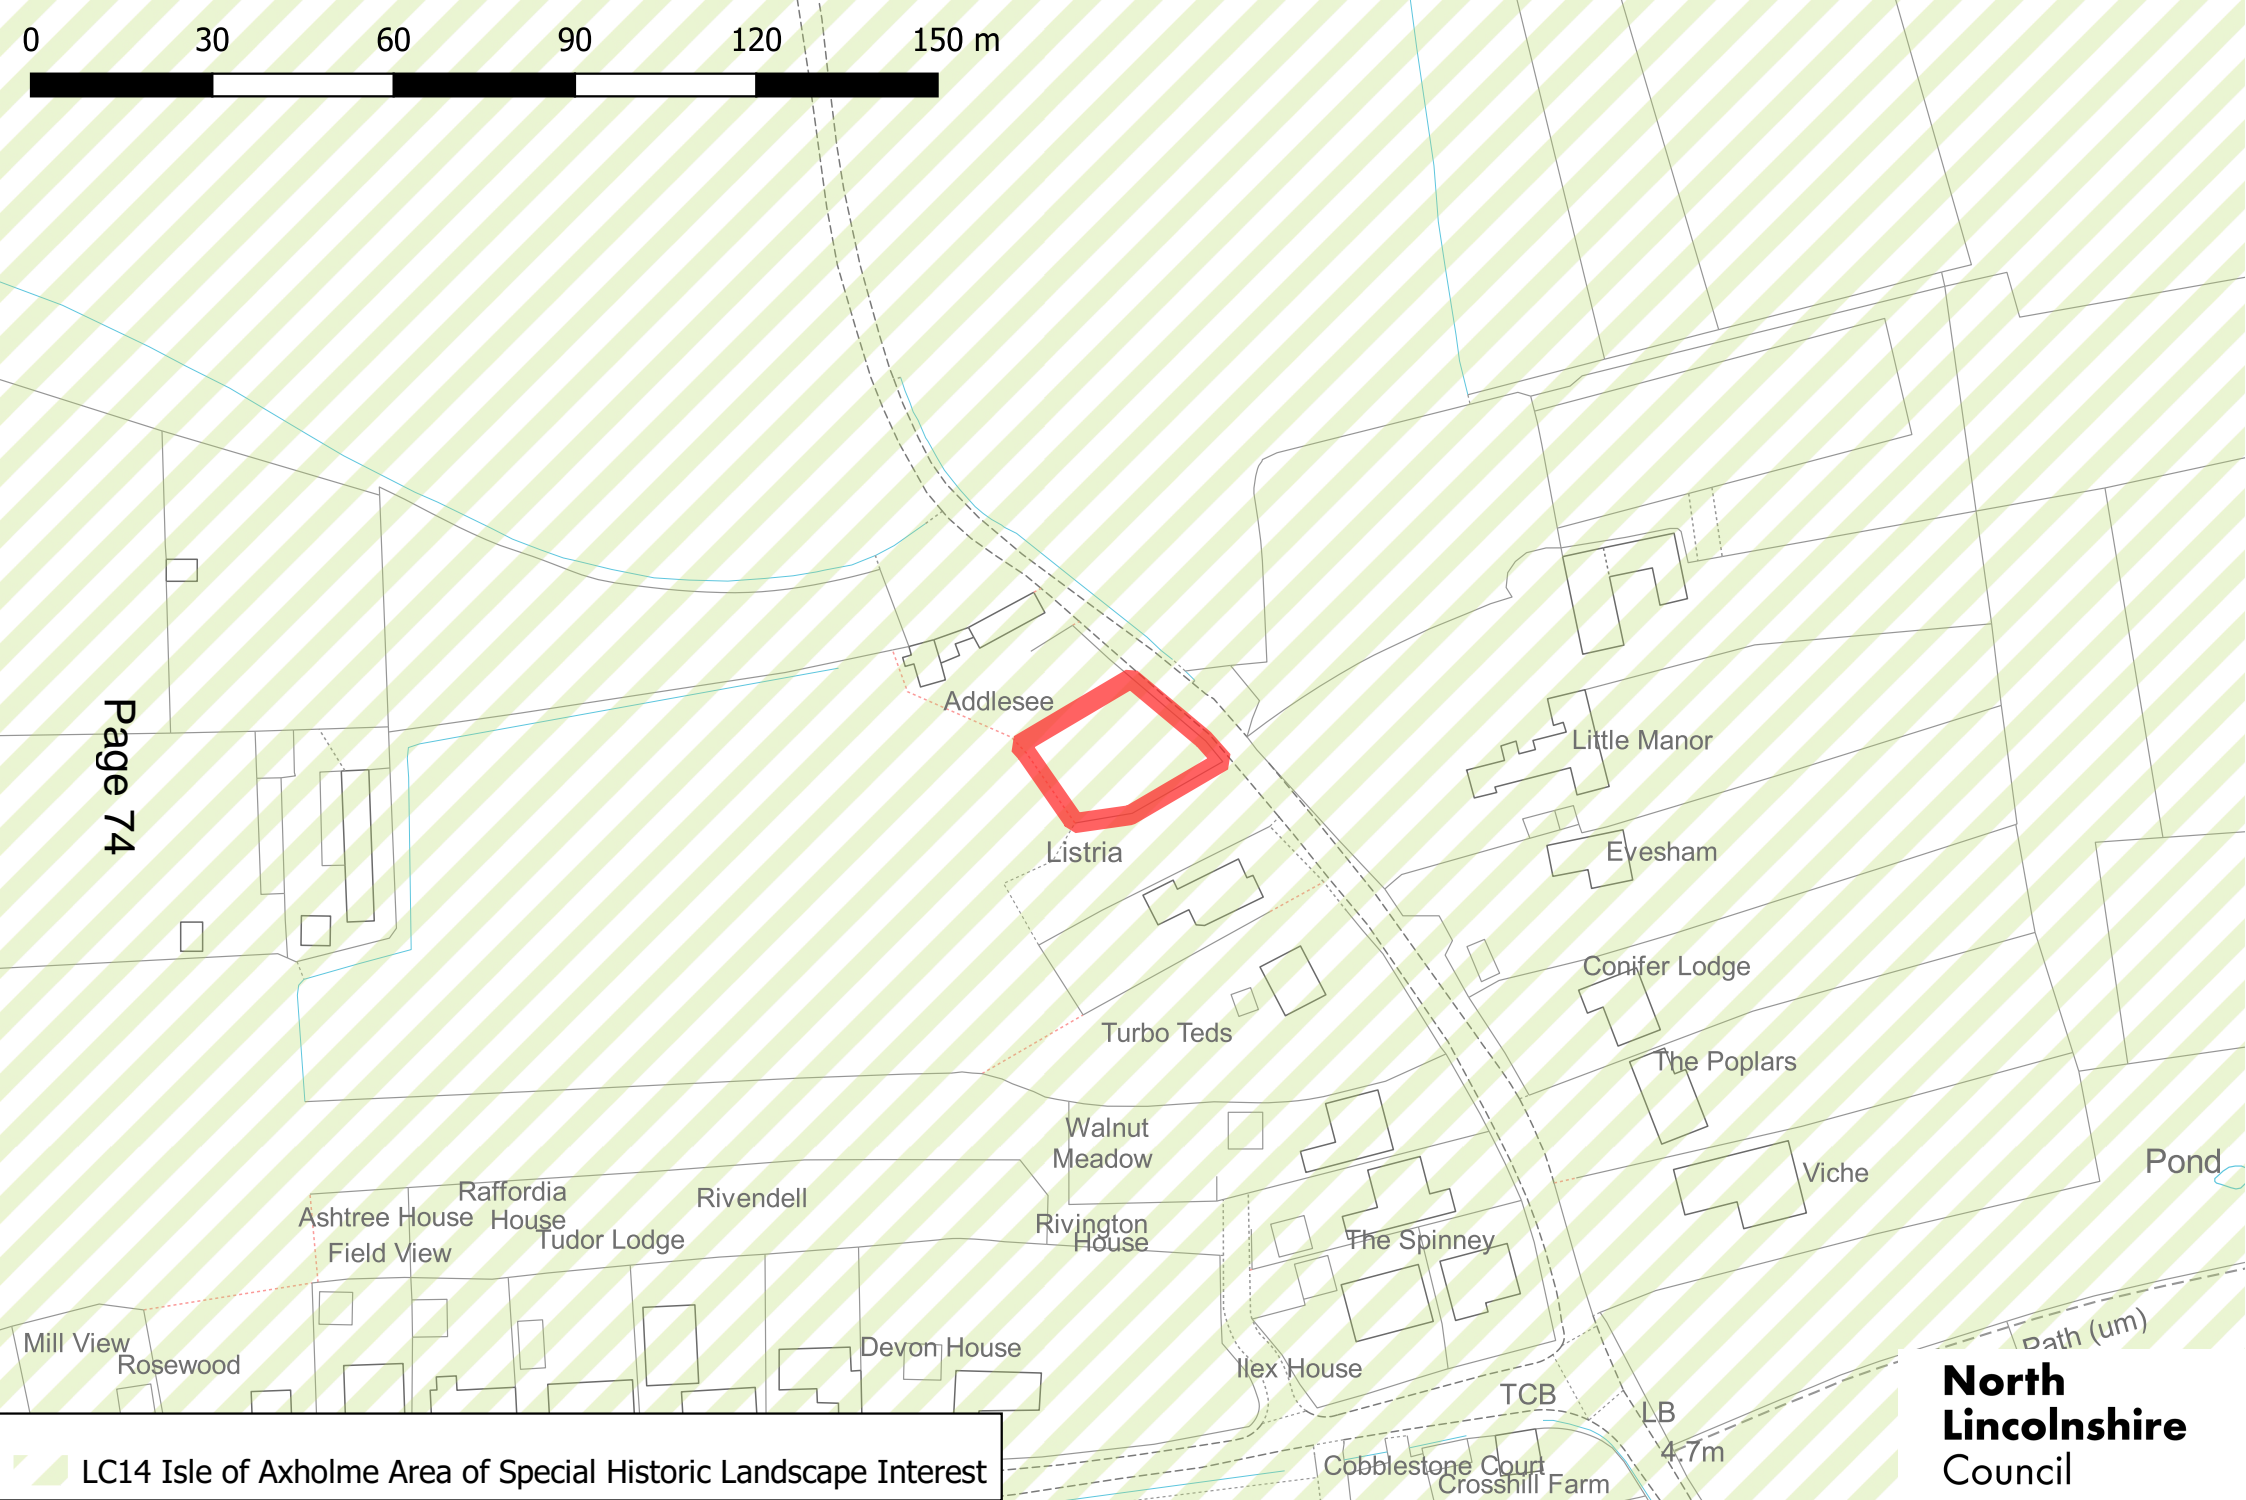 0 30 60 90 120 150 m
Addlesee
Page 74
Little Manor
Listria
Evesham
Conifer Lodge
Turbo Teds
The Poplars
Walnut
Meadow
Pond
Viche
Raffordia
House
Rivendell
Ashtree House
Rivington
House
Tudor Lodge
The Spinney
Field View
Path (um)
Mill View
Rosewood
Devon House
Ilex House
TCB
LB
4.7m
Cobblestone Court
Crosshill Farm
North
Lincolnshire
Council
LC14 Isle of Axholme Area of Special Historic Landscape Interest